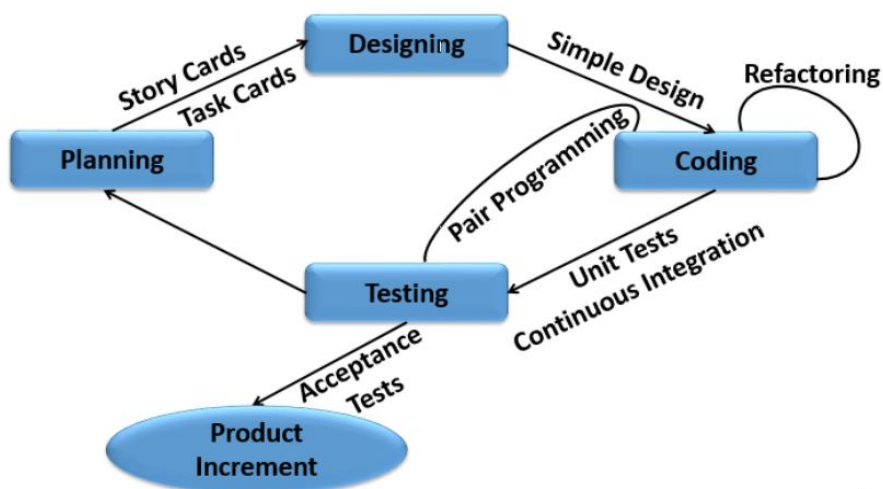 Designing
Story Cards
Task Cards
Simple Design
Refactoring
Planning
Pair Programming
Coding
Unit Tests
Continuous Integration
Testing
Acceptance
Tests
Product
Increment